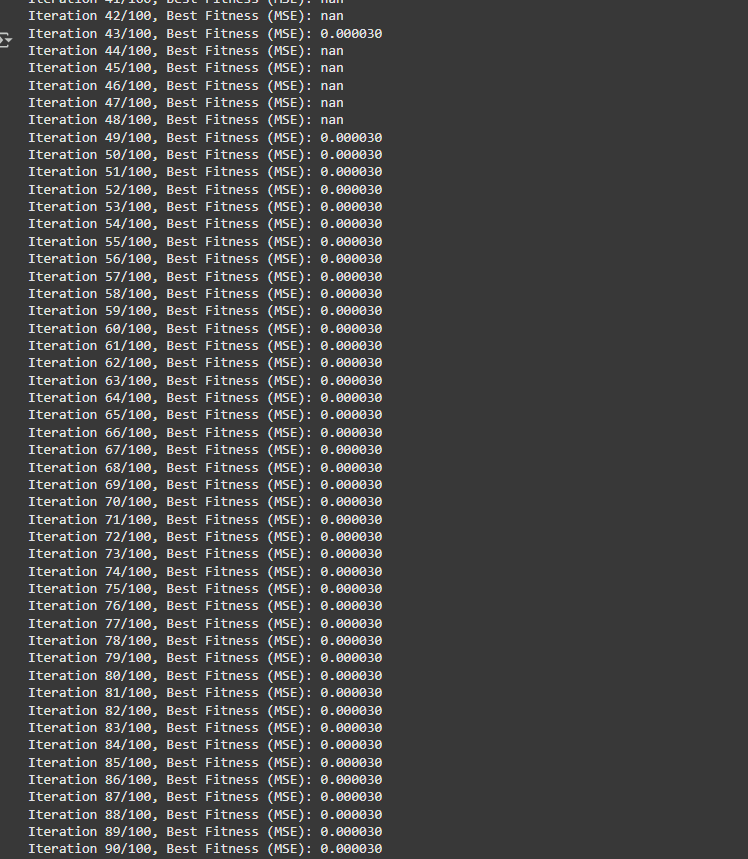 Iteration 41/100, Best Fitness (MSE): nan
Iteration 42/100, Best Fitness (MSE): nan
Iteration 43/100, Best Fitness (MSE): 0.000030
Iteration 44/100, Best Fitness (MSE): nan
Iteration 45/100, Best Fitness (MSE): nan
Iteration 46/100, Best Fitness (MSE): nan
Iteration 47/100, Best Fitness (MSE): nan
Iteration 48/100, Best Fitness (MSE): nan
Iteration 49/100, Best Fitness (MSE): 0.000030
Iteration 50/100, Best Fitness (MSE): 0.000030
Iteration 51/100, Best Fitness (MSE): 0.000030
Iteration 52/100, Best Fitness (MSE): 0.000030
Iteration 53/100, Best Fitness (MSE): 0.000030
Iteration 54/100, Best Fitness (MSE): 0.000030
Iteration 55/100, Best Fitness (MSE): 0.000030
Iteration 56/100, Best Fitness (MSE): 0.000030
Iteration 57/100, Best Fitness (MSE): 0.000030
Iteration 58/100, Best Fitness (MSE): 0.000030
Iteration 59/100, Best Fitness (MSE): 0.000030
Iteration 60/100, Best Fitness (MSE): 0.000030
Iteration 61/100, Best Fitness (MSE): 0.000030
Iteration 62/100, Best Fitness (MSE): 0.000030
Iteration 63/100, Best Fitness (MSE): 0.000030
Iteration 64/100, Best Fitness (MSE): 0.000030
Iteration 65/100, Best Fitness (MSE): 0.000030
Iteration 66/100, Best Fitness (MSE): 0.000030
Iteration 67/100, Best Fitness (MSE): 0.000030
Iteration 68/100, Best Fitness (MSE): 0.000030
Iteration 69/100, Best Fitness (MSE): 0.000030
Iteration 70/100, Best Fitness (MSE): 0.000030
Iteration 71/100, Best Fitness (MSE): 0.000030
Iteration 72/100, Best Fitness (MSE): 0.000030
Iteration 73/100, Best Fitness (MSE): 0.000030
Iteration 74/100, Best Fitness (MSE): 0.000030
Iteration 75/100, Best Fitness (MSE): 0.000030
Iteration 76/100, Best Fitness (MSE): 0.000030
Iteration 77/100, Best Fitness (MSE): 0.000030
Iteration 78/100, Best Fitness (MSE): 0.000030
Iteration 79/100, Best Fitness (MSE): 0.000030
Iteration 80/100, Best Fitness (MSE): 0.000030
Iteration 81/100, Best Fitness (MSE): 0.000030
Iteration 82/100, Best Fitness (MSE): 0.000030
Iteration 83/100, Best Fitness (MSE): 0.000030
Iteration 84/100, Best Fitness (MSE): 0.000030
Iteration 85/100, Best Fitness (MSE): 0.000030
Iteration 86/100, Best Fitness (MSE): 0.000030
Iteration 87/100, Best Fitness (MSE): 0.000030
Iteration 88/100, Best Fitness (MSE): 0.000030
Iteration 89/100, Best Fitness (MSE): 0.000030
Iteration 90/100, Best Fitness (MSE): 0.000030